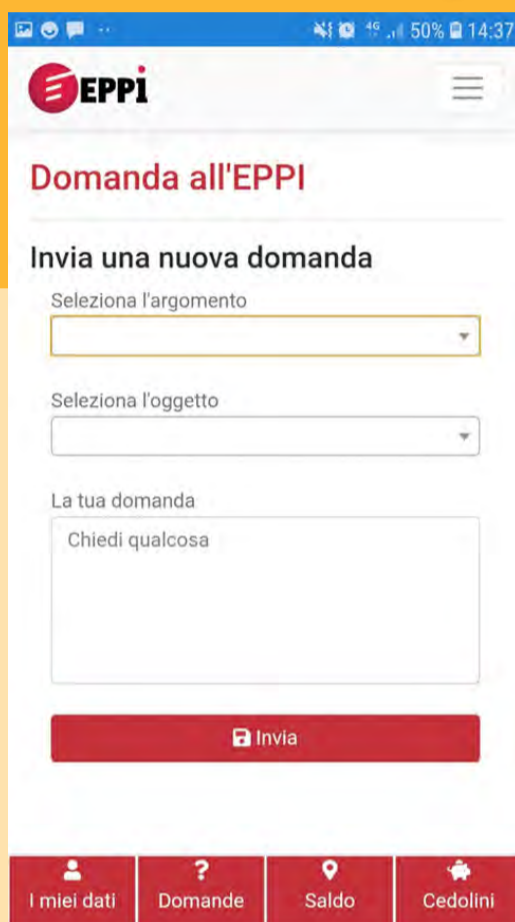 4G 50% 14:37
EPPI
Domanda all'EPPI
Invia una nuova domanda
Seleziona l'argomento
Seleziona l'oggetto
La tua domanda
Chiedi qualcosa
Invia
I miei dati Domande Saldo Cedolini